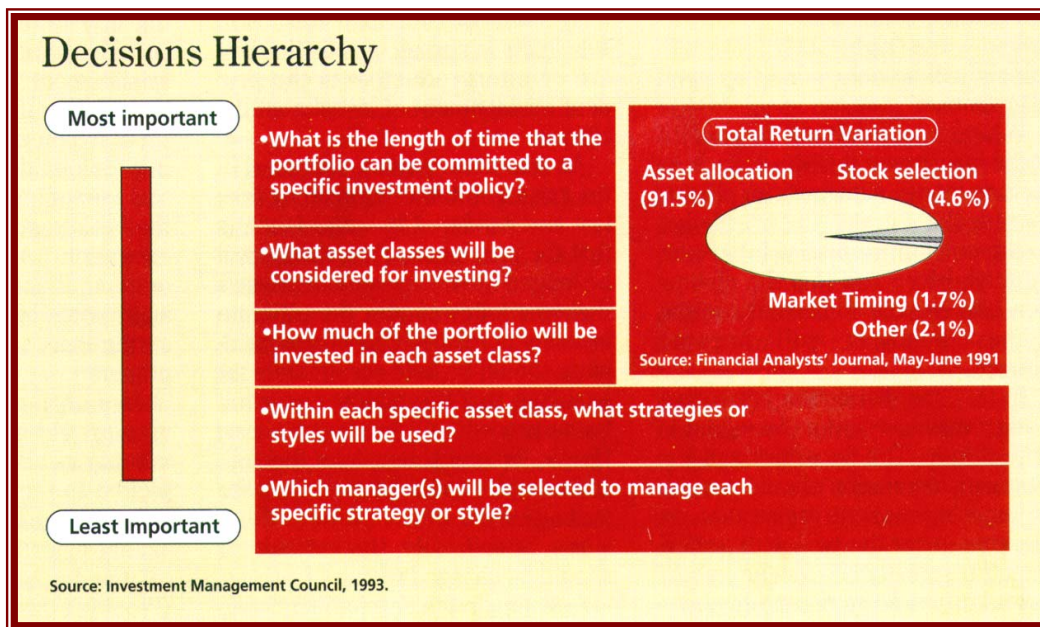 Decisions Hierarchy
Most important
•What is the length of time that the
portfolio can be committed to a
specific investment policy?
•What asset classes will be
considered for investing?
•How much of the portfolio will be
invested in each asset class?
•Within each specific asset class, what strategies or
styles will be used?
•Which manager(s) will be selected to manage each
specific strategy or style?
Least Important
Total Return Variation
Asset allocation
(91.5%)
Stock selection
(4.6%)
Market Timing (1.7%)
Other (2.1%)
Source: Financial Analysts' Journal, May-June 1991
Source: Investment Management Council, 1993.